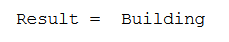 Result =  Building